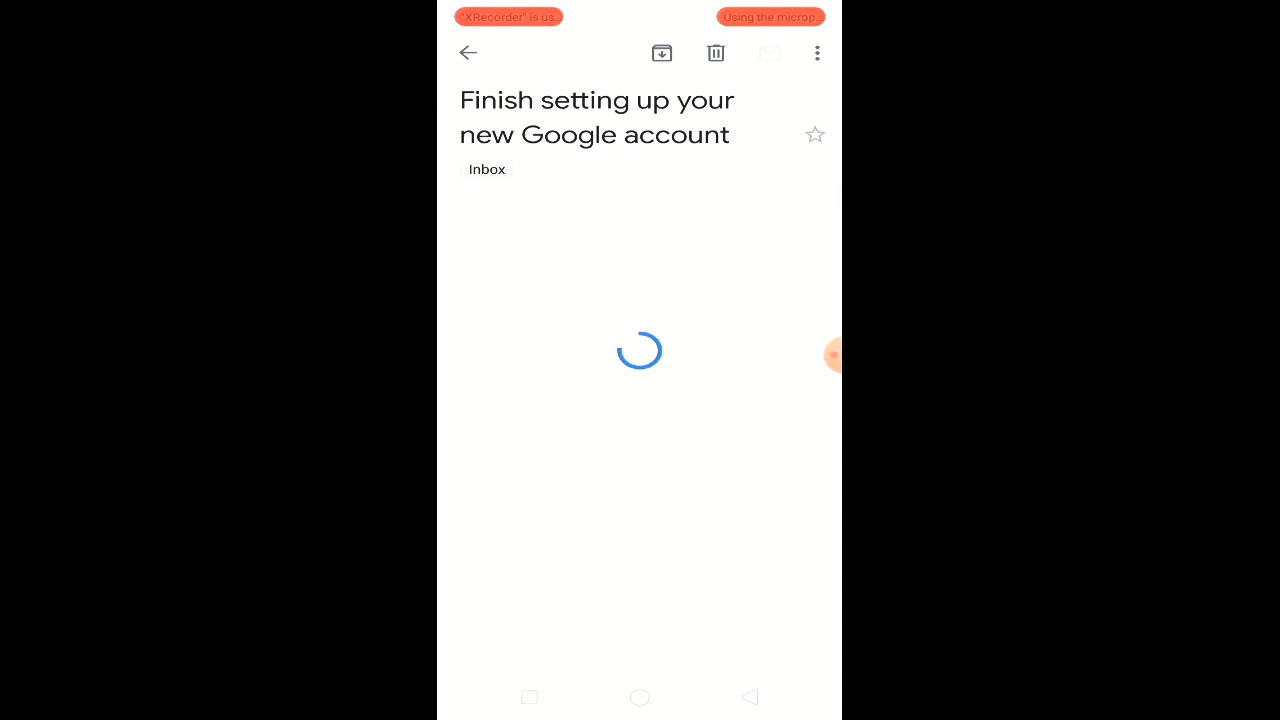 "XRecorder" is us...
Using the microp...
Finish setting up your
new Google account
Inbox